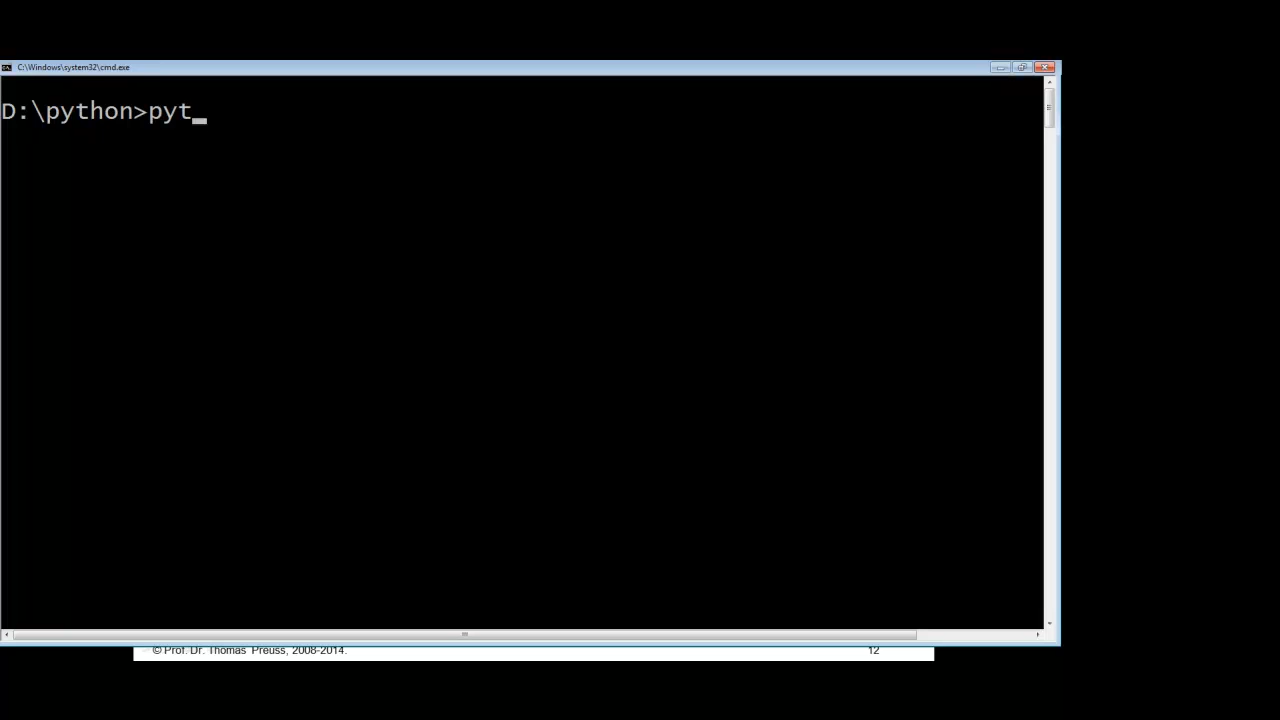 C:\Windows\system32\cmd.exe
D:\python>pyt_
© Prof. Dr. Thomas Preuss, 2008-2014.
12